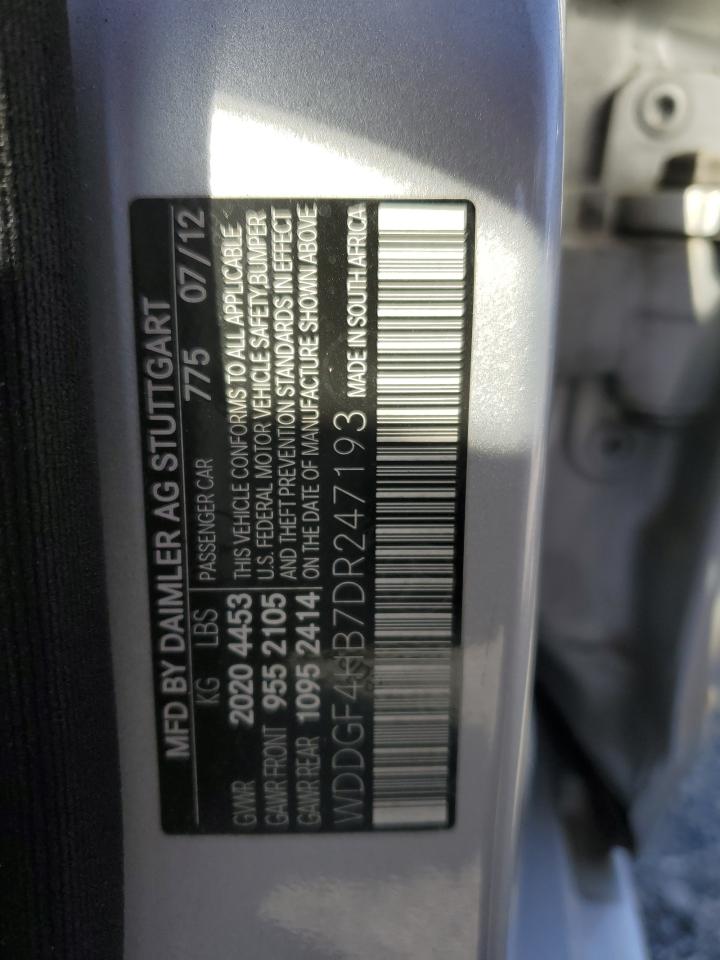 MFD BY DAIMLER AG STUTTGART
KG LBS 775 07/12
GVWR 2020 4453
GAWR FRONT 955 2105
GAWR REAR 1095 2414
PASSENGER CAR
THIS VEHICLE CONFORMS TO ALL APPLICABLE
U.S. FEDERAL MOTOR VEHICLE SAFETY, BUMPER
AND THEFT PREVENTION STANDARDS IN EFFECT
ON THE DATE OF MANUFACTURE SHOWN ABOVE
WDDGF4HB7DR247193 MADE IN SOUTH AFRICA